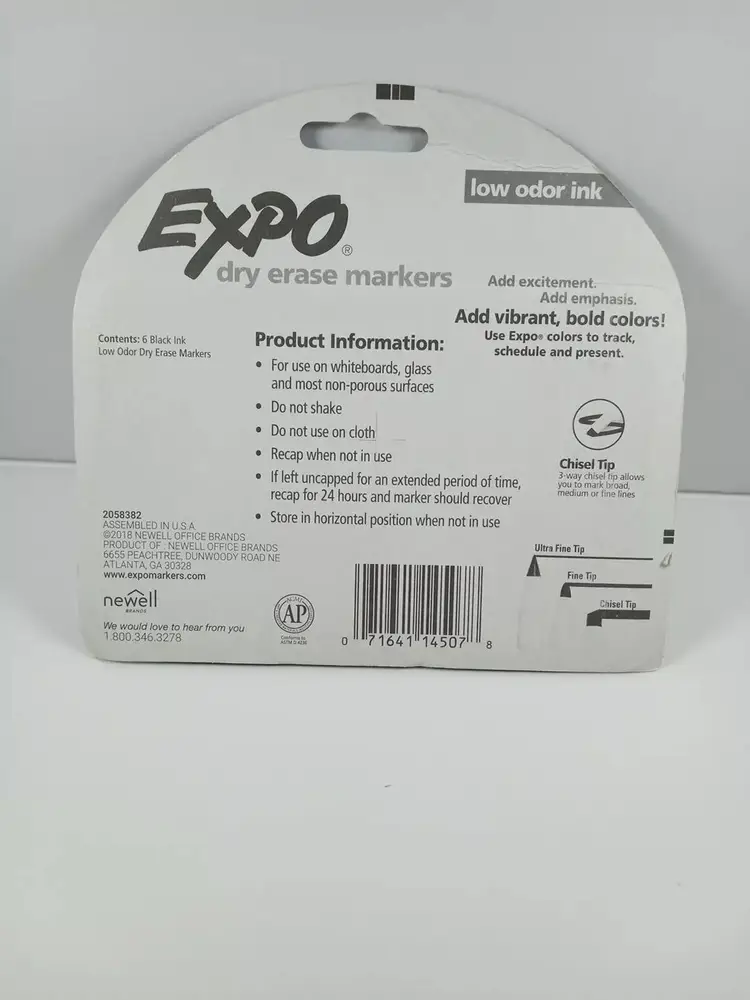 low odor ink
EXPO®
dry erase markers
Add excitement.
Add emphasis.
Add vibrant, bold colors!
Use Expo® colors to track,
schedule and present.
Contents: 6 Black Ink
Low Odor Dry Erase Markers
Product Information:
• For use on whiteboards, glass
and most non-porous surfaces
• Do not shake
• Do not use on cloth
• Recap when not in use
• If left uncapped for an extended period of time,
recap for 24 hours and marker should recover
• Store in horizontal position when not in use
Chisel Tip
3-way chisel tip allows
you to mark broad,
medium or fine lines
2058382
ASSEMBLED IN U.S.A.
©2018 NEWELL OFFICE BRANDS
PRODUCT OF: NEWELL OFFICE BRANDS
6655 PEACHTREE, DUNWOODY ROAD NE
ATLANTA, GA 30328
www.expomarkers.com
newell
BRANDS
We would love to hear from you
1.800.346.3278
ACMI
AP
Conforms to
ASTM D-4236
0 71641 14507 8
Ultra Fine Tip
Fine Tip
Chisel Tip